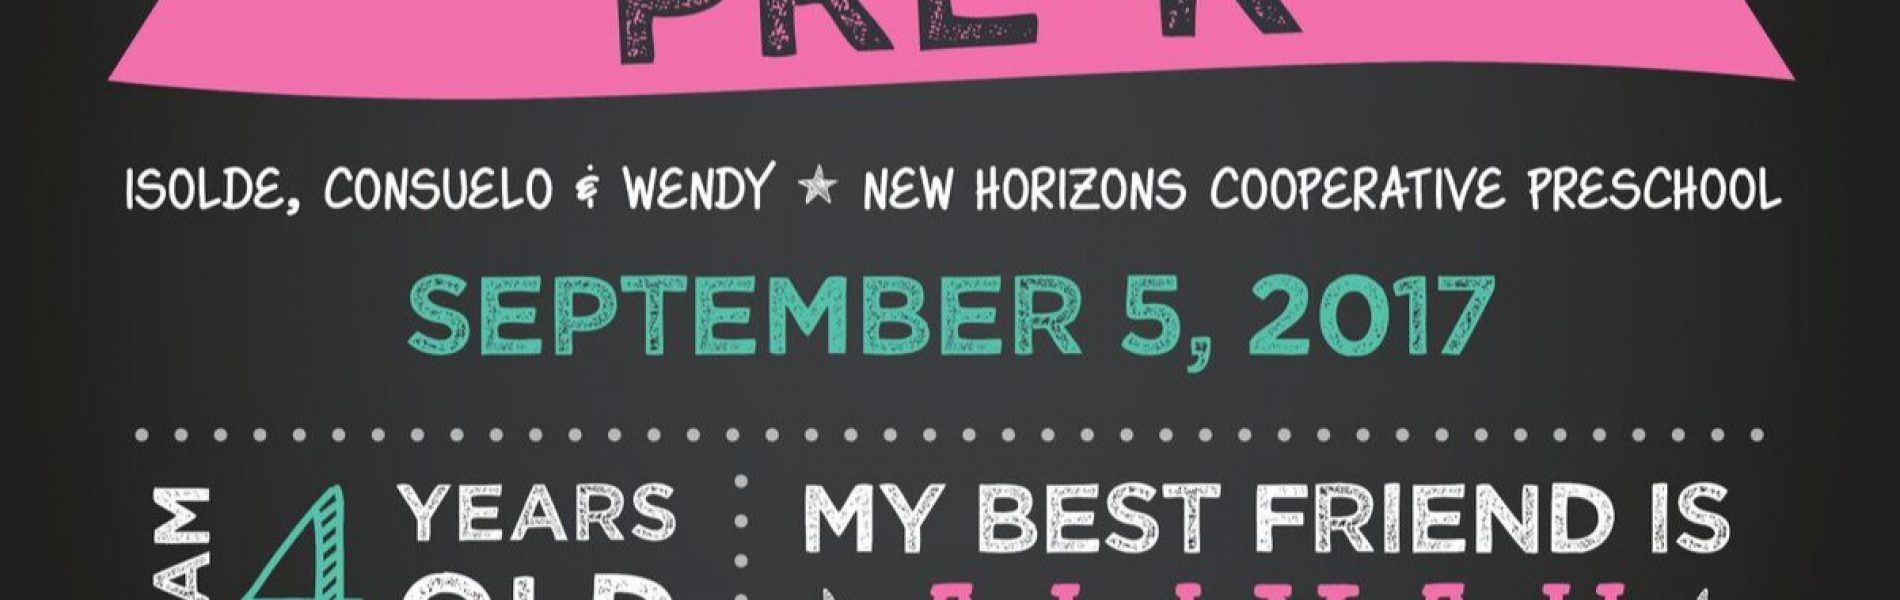 PRE K
ISOLDE, CONSUELO & WENDY ★ NEW HORIZONS COOPERATIVE PRESCHOOL
SEPTEMBER 5, 2017
AM
4
YEARS
OLD
MY BEST FRIEND IS